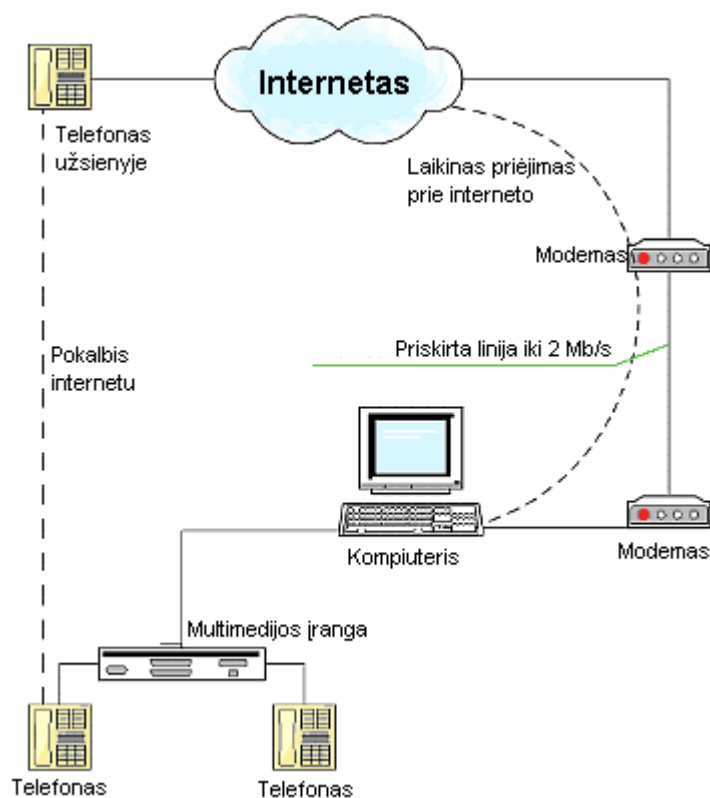 Internetas
Telefonas
užsienyje
Laikinas priėjimas
prie interneto
Modemas
Pokalbis
internetu
Priskirta linija iki 2 Mb/s
Kompiuteris
Modemas
Multimedijos įranga
Telefonas
Telefonas